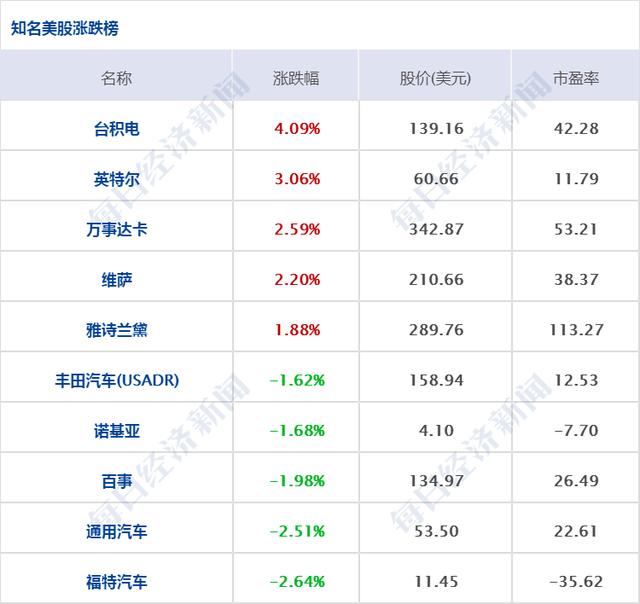 知名美股涨跌榜
名称 涨跌幅 股价(美元) 市盈率
台积电 4.09% 139.16 42.28
英特尔 3.06% 60.66 11.79
万事达卡 2.59% 342.87 53.21
维萨 2.20% 210.66 38.37
雅诗兰黛 1.88% 289.76 113.27
丰田汽车(USADR) -1.62% 158.94 12.53
诺基亚 -1.68% 4.10 -7.70
百事 -1.98% 134.97 26.49
通用汽车 -2.51% 53.50 22.61
福特汽车 -2.64% 11.45 -35.62
每日经济新闻
每日经济新闻
每日经济新闻
每日经济新闻